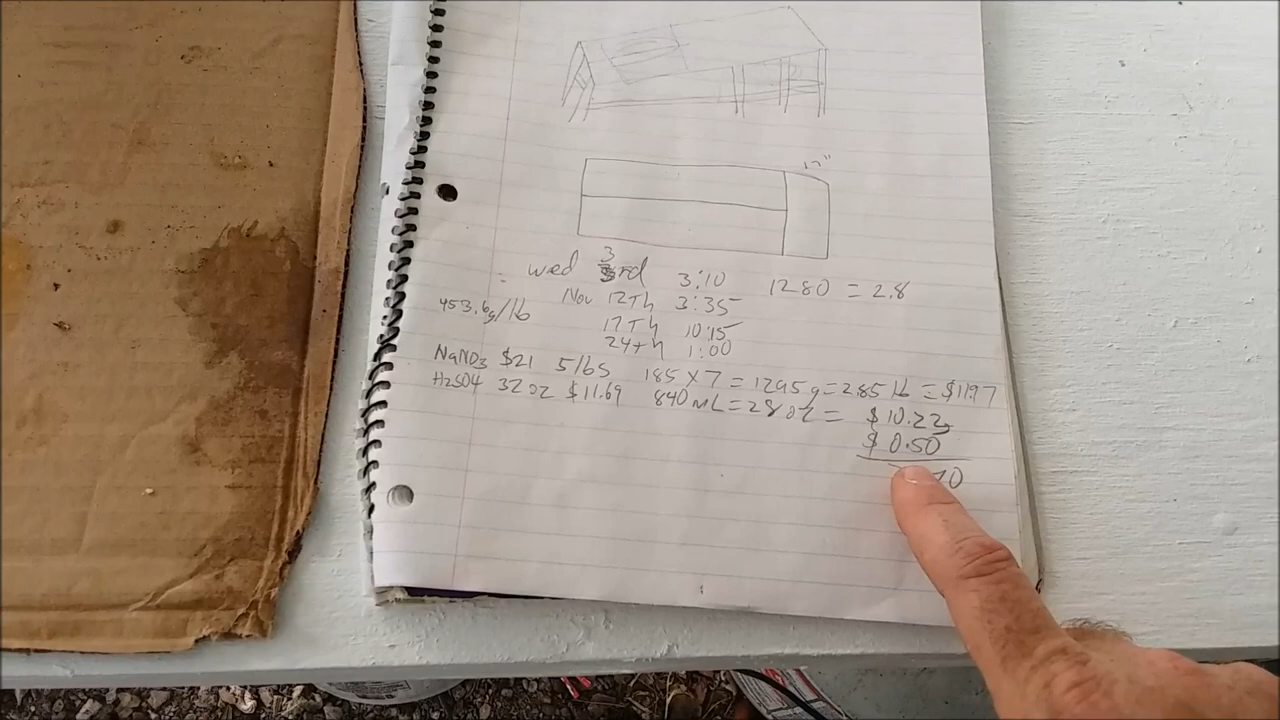 17"
wed 3rd 3:10 1280 = 2.8
Nov 12Th 3:35
453.6g/lb
17Th 10:15
24th 1:00
NaNO3 $21 5lbs 185 x 7 = 1295g = 2.85 lb = $11.97
H2SO4 32oz $11.69 840mL = 28oz = $10.22
$0.50